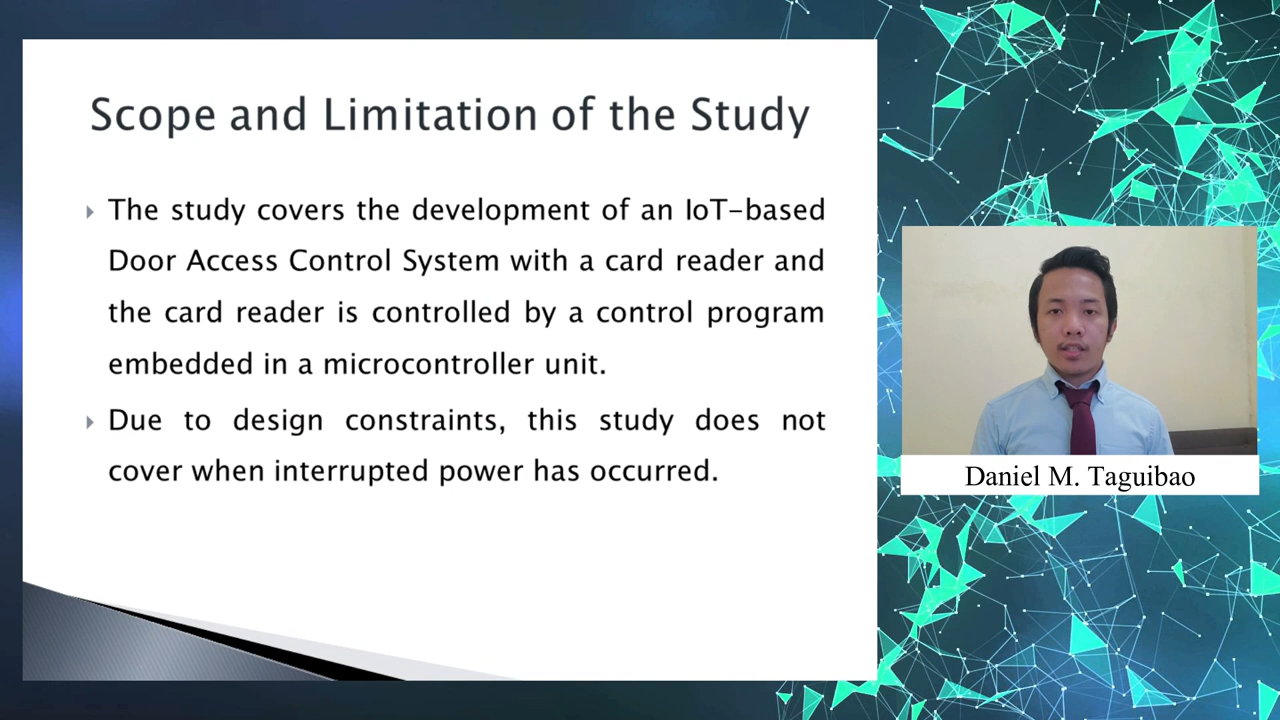 Scope and Limitation of the Study
The study covers the development of an IoT-based
Door Access Control System with a card reader and
the card reader is controlled by a control program
embedded in a microcontroller unit.
Due to design constraints, this study does not
cover when interrupted power has occurred.
Daniel M. Taguibao